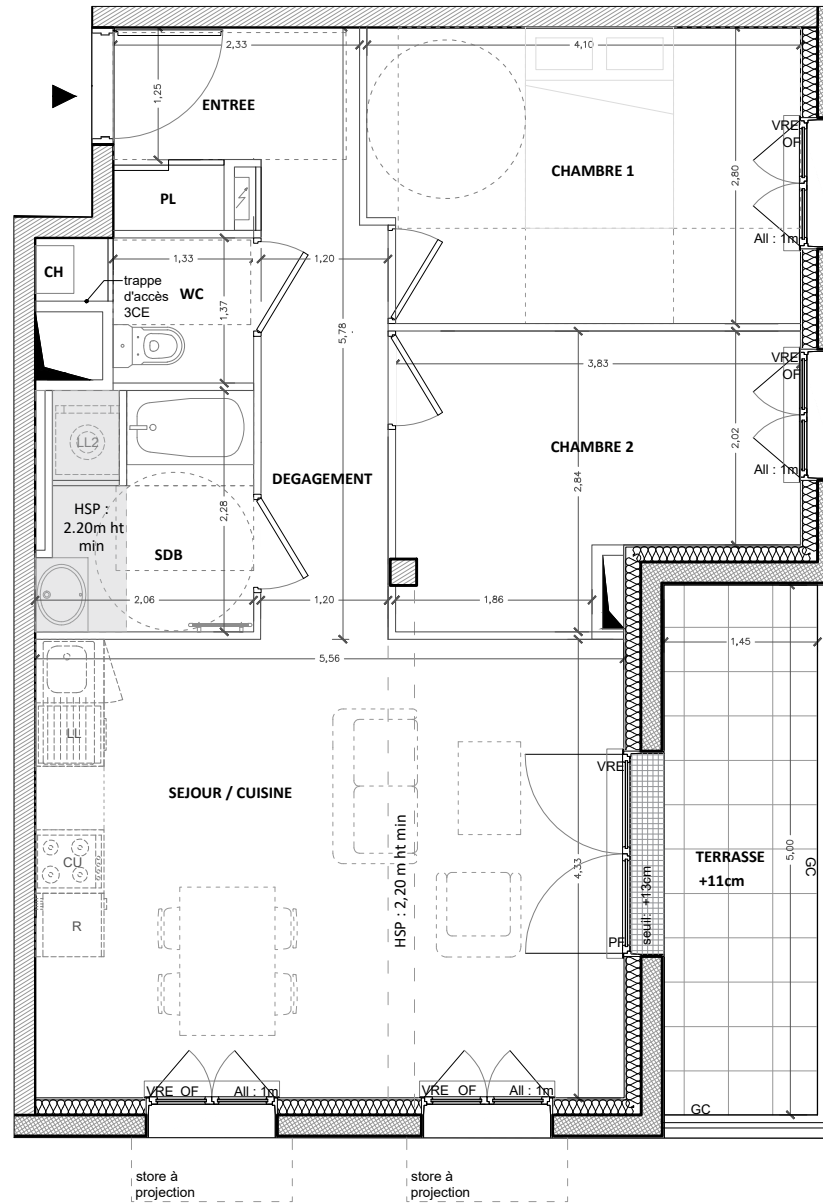 2,33
4,10
1,25
ENTREE
VRE
OF
CHAMBRE 1
2,80
PL
All : 1m
CH
1,33
1,20
trappe
d'accès
3CE
WC
1,37
5,78
VRE
OF
3,83
LL2
CHAMBRE 2
2,02
All : 1m
DEGAGEMENT
2,84
2,28
HSP :
2.20m ht
min
SDB
2,06
1,20
1,86
5,56
1,45
LL
VRE
SEJOUR / CUISINE
HSP : 2,20 m ht min
4,33
CU
TERRASSE
+11cm
5,00
GC
seuil: +13cm
R
PF
VRE OF
All : 1m
VRE OF
All : 1m
GC
store à
projection
store à
projection